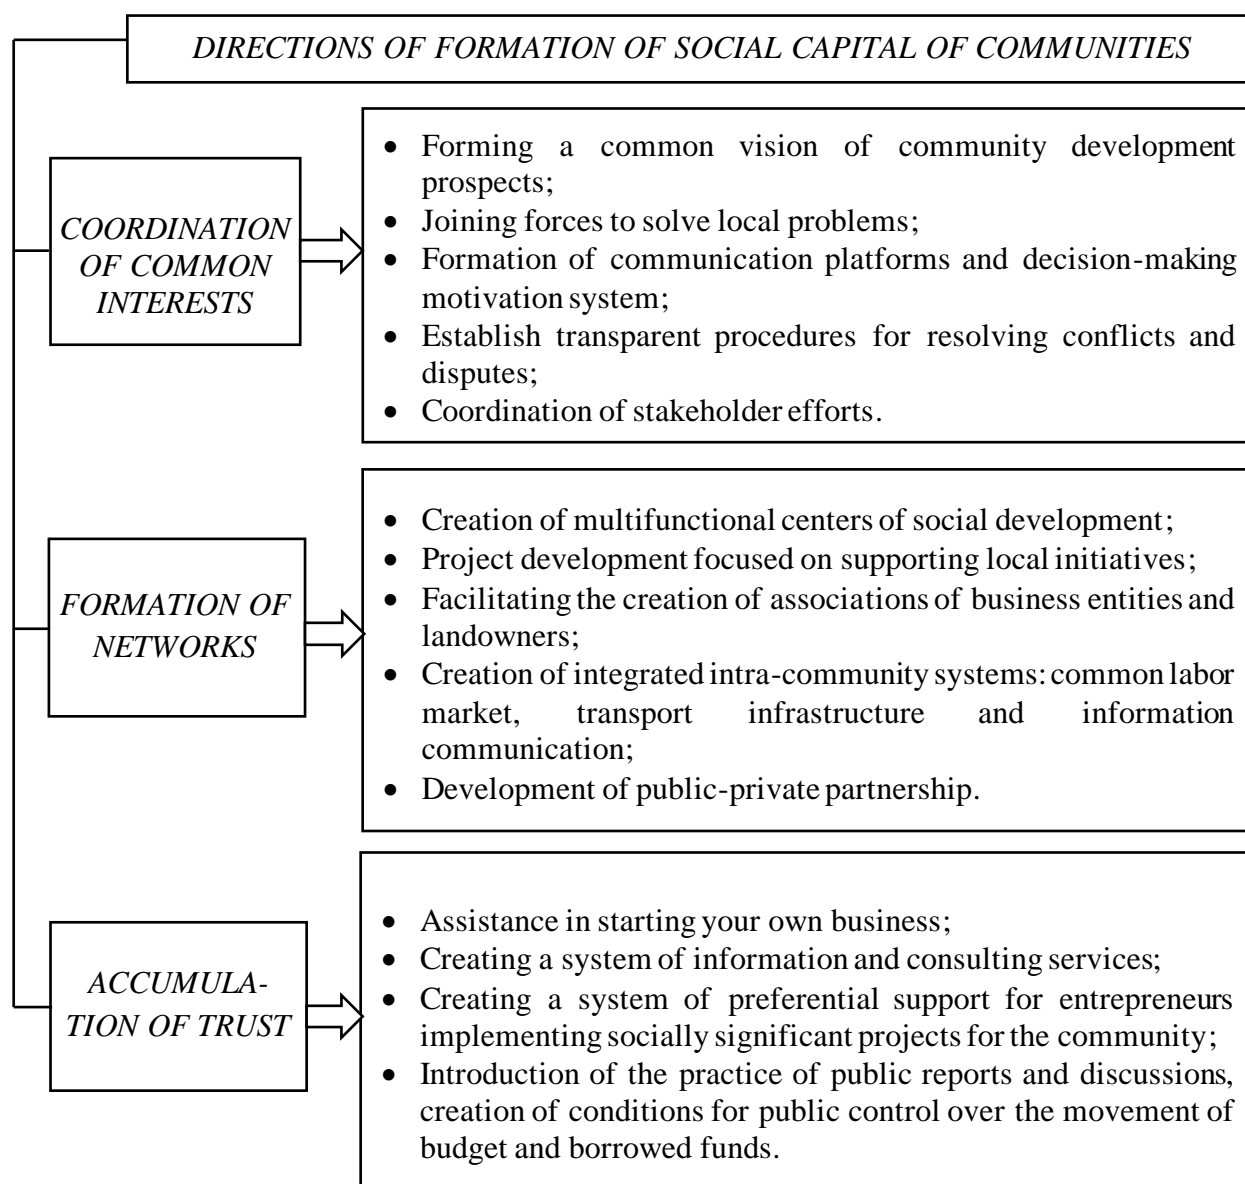 DIRECTIONS OF FORMATION OF SOCIAL CAPITAL OF COMMUNITIES
COORDINATION
OF COMMON
INTERESTS
• Forming a common vision of community development
prospects;
• Joining forces to solve local problems;
• Formation of communication platforms and decision-making
motivation system;
• Establish transparent procedures for resolving conflicts and
disputes;
• Coordination of stakeholder efforts.
FORMATION OF
NETWORKS
• Creation of multifunctional centers of social development;
• Project development focused on supporting local initiatives;
• Facilitating the creation of associations of business entities and
landowners;
• Creation of integrated intra-community systems: common labor
market, transport infrastructure and information
communication;
• Development of public-private partnership.
ACCUMULA-
TION OF TRUST
• Assistance in starting your own business;
• Creating a system of information and consulting services;
• Creating a system of preferential support for entrepreneurs
implementing socially significant projects for the community;
• Introduction of the practice of public reports and discussions,
creation of conditions for public control over the movement of
budget and borrowed funds.